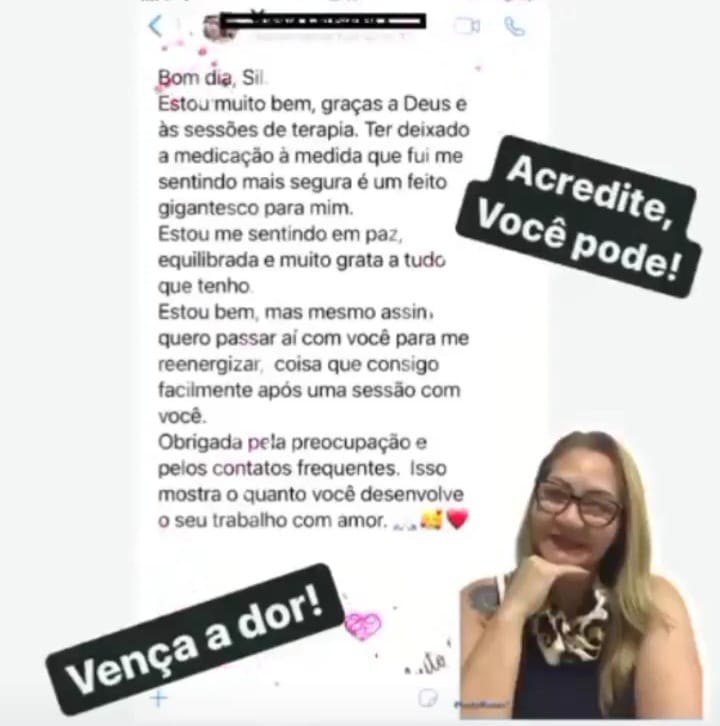 Bom dia, Sil.
Estou muito bem, graças a Deus e
às sessões de terapia. Ter deixado
a medicação à medida que fui me
sentindo mais segura é um feito
gigantesco para mim.
Estou me sentindo em paz,
equilibrada e muito grata a tudo
que tenho.
Estou bem, mas mesmo assim,
quero passar aí com você para me
reenergizar, coisa que consigo
facilmente após uma sessão com
você.
Obrigada pela preocupação e
pelos contatos frequentes. Isso
mostra o quanto você desenvolve
o seu trabalho com amor.
Acredite,
Você pode!
Vença a dor!